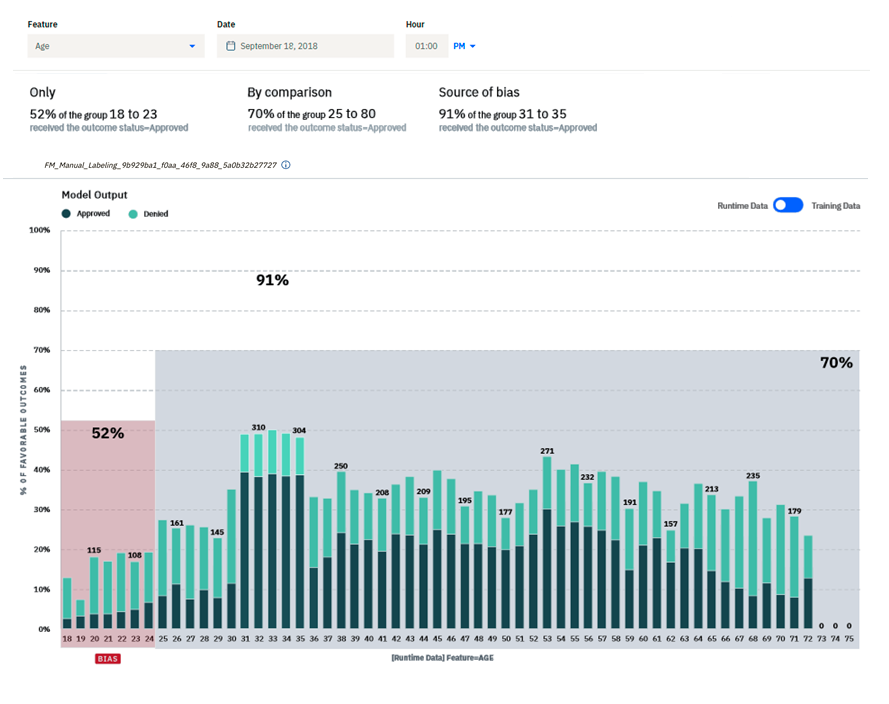 Feature Date Hour
Age September 18, 2018 01:00 PM
Only By comparison Source of bias
52% of the group 18 to 23 70% of the group 25 to 80 91% of the group 31 to 35
received the outcome status=Approved received the outcome status=Approved received the outcome status=Approved
FM_Manual_Labeling_9b929ba1_f0aa_46f8_9a88_5a0b32b27727
Model Output
Approved Denied
Runtime Data Training Data
100%
90%
91%
80%
70%
70%
60%
50%
52%
310 304
40%
250 208 209 195 177 271 232 191 157 213 235 179
30%
20%
115 108 161 145
10%
0%
0 0 0
% OF FAVORABLE OUTCOMES
18 19 20 21 22 23 24 25 26 27 28 29 30 31 32 33 34 35 36 37 38 39 40 41 42 43 44 45 46 47 48 49 50 51 52 53 54 55 56 57 58 59 60 61 62 63 64 65 66 67 68 69 70 71 72 73 74 75
BIAS
[Runtime Data] Feature=AGE